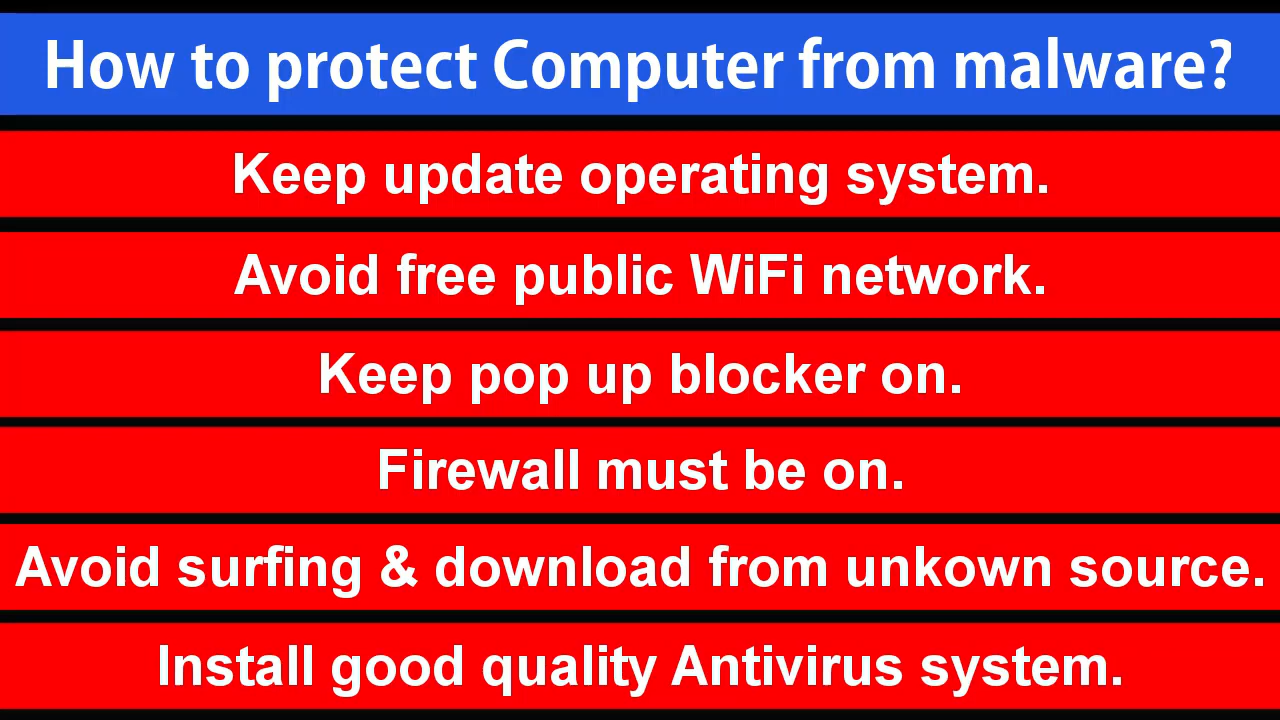 How to protect Computer from malware?
Keep update operating system.
Avoid free public WiFi network.
Keep pop up blocker on.
Firewall must be on.
Avoid surfing & download from unkown source.
Install good quality Antivirus system.